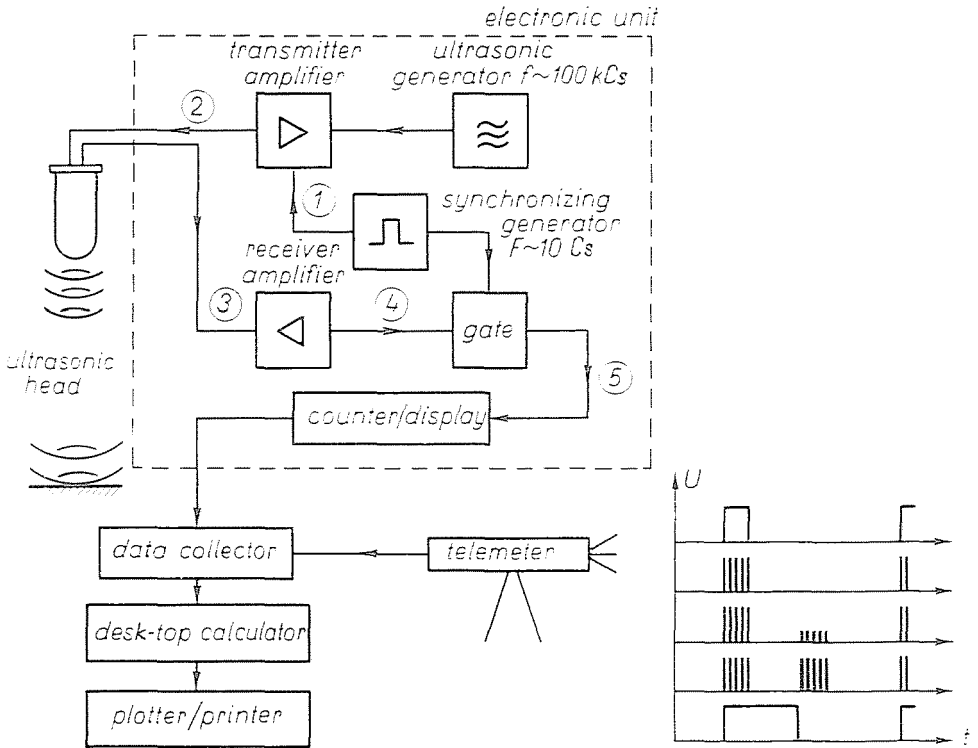 electronic unit
transmitter
amplifier
ultrasonic
generator f~100 kCs
2
1
synchronizing
generator
F~10 Cs
receiver
amplifier
3
4
gate
5
ultrasonic
head
counter/display
U
data collector
telemeter
desk-top calculator
plotter/printer
t